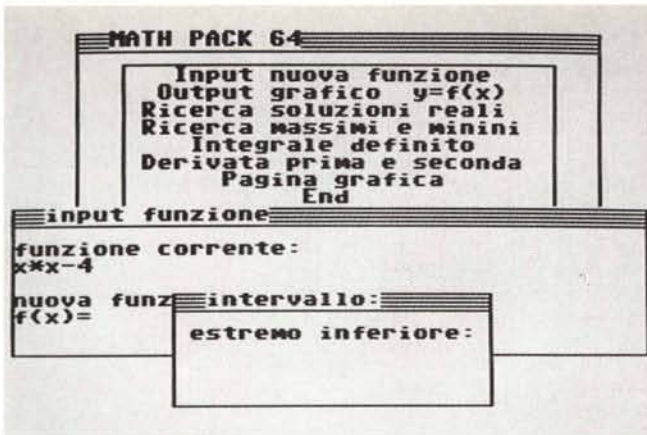 MATH PACK 64
Input nuova funzione
Output grafico y=f(x)
Ricerca soluzioni reali
Ricerca massimi e minini
Integrale definito
Derivata prima e seconda
Pagina grafica
End
input funzione
funzione corrente:
x*x-4
nuova funz
f(x)=
intervallo:
estremo inferiore: